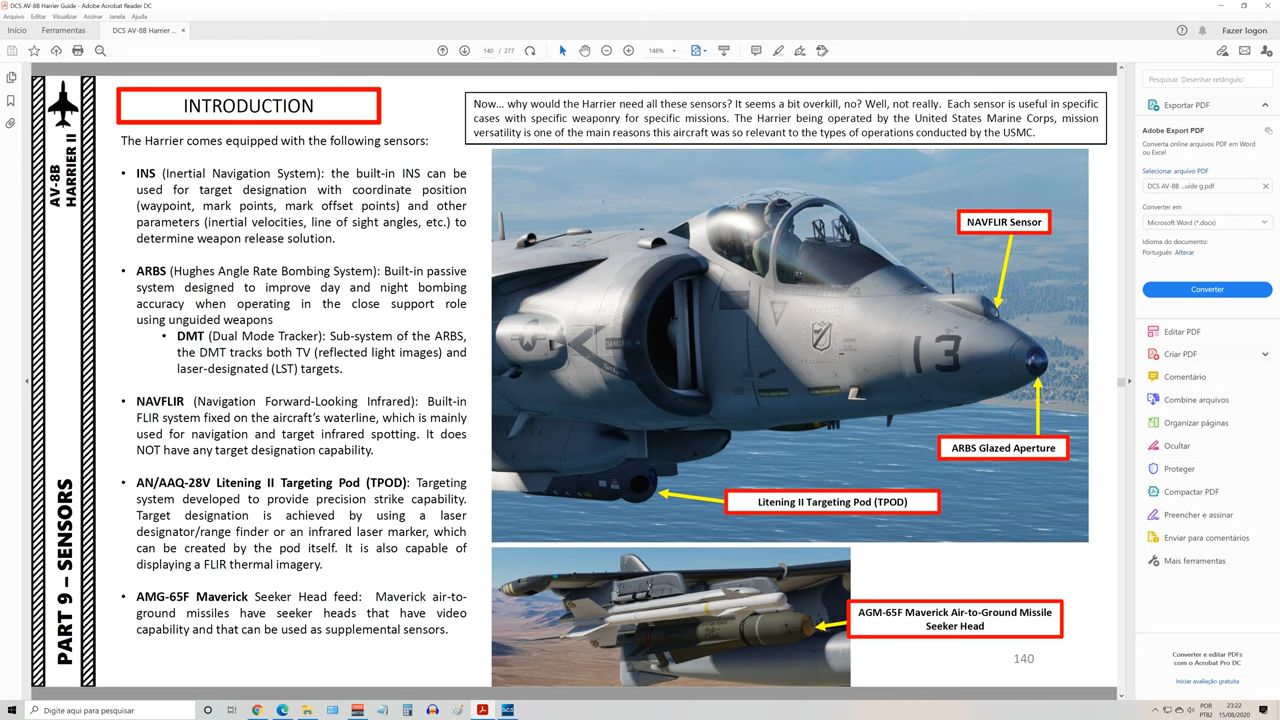 DCS AV-8B Harrier Guide - Adobe Acrobat Reader DC
Arquivo Editar Visualizar Assinar Janela Ajuda
Início Ferramentas DCS AV-8B Harrier ... × Fazer logon
140 / 277 148%
AV-8B
HARRIER II
PART 9 – SENSORS
INTRODUCTION
The Harrier comes equipped with the following sensors:
• INS (Inertial Navigation System): the built-in INS can be
used for target designation with coordinate position
(waypoint, mark points, mark offset points) and other
parameters (inertial velocities, line of sight angles, etc.) to
determine weapon release solution.
• ARBS (Hughes Angle Rate Bombing System): Built-in passive
system designed to improve day and night bombing
accuracy when operating in the close support role
using unguided weapons
• DMT (Dual Mode Tracker): Sub-system of the ARBS,
the DMT tracks both TV (reflected light images) and
laser-designated (LST) targets.
• NAVFLIR (Navigation Forward-Looking Infrared): Built-in
FLIR system fixed on the aircraft’s waterline, which is mainly
used for navigation and target infrared spotting. It does
NOT have any target designation capability.
• AN/AAQ-28V Litening II Targeting Pod (TPOD): Targeting
system developed to provide precision strike capability.
Target designation is achieved by using a laser
designator/range finder or an infrared laser marker, which
can be created by the pod itself. It is also capable of
displaying a FLIR thermal imagery.
• AMG-65F Maverick Seeker Head feed: Maverick air-to-
ground missiles have seeker heads that have video
capability and that can be used as supplemental sensors.
Now... why would the Harrier need all these sensors? It seems a bit overkill, no? Well, not really. Each sensor is useful in specific
cases with specific weaponry for specific missions. The Harrier being operated by the United States Marine Corps, mission
versatility is one of the main reasons this aircraft was so relevant to the types of operations conducted by the USMC.
NAVFLIR Sensor
13
ARBS Glazed Aperture
Litening II Targeting Pod (TPOD)
AGM-65F Maverick Air-to-Ground Missile
Seeker Head
140
Pesquisar 'Desenhar retângulo'
Exportar PDF
Adobe Export PDF
Converta arquivos PDF em Word
ou Excel online
Selecionar arquivo PDF
DCS AV-8B ...uide g.pdf ×
Converter em
Microsoft Word (*.docx)
Idioma do documento:
Português Alterar
Converter
Editar PDF
Criar PDF
Comentário
Combine arquivos
Organizar páginas
Ocultar
Proteger
Compactar PDF
Preencher e assinar
Enviar para comentários
Mais ferramentas
Converter e editar PDFs
com o Acrobat Pro DC
Iniciar avaliação gratuita
Digite aqui para pesquisar
POR
PTB2
23:22
15/08/2020